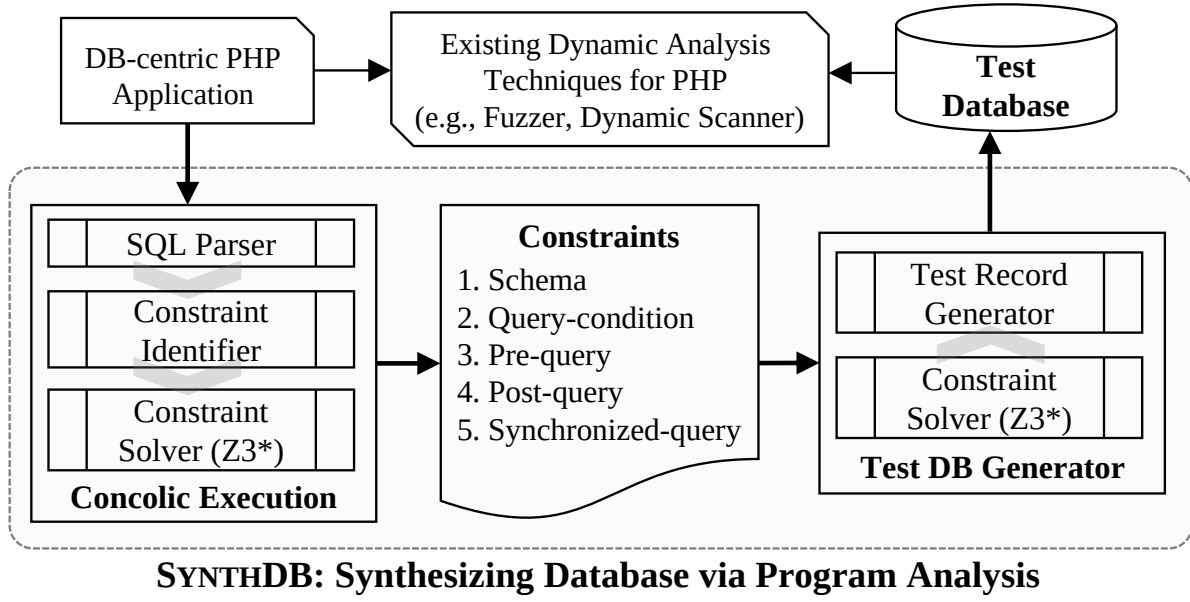 DB-centric PHP
Application
Existing Dynamic Analysis
Techniques for PHP
(e.g., Fuzzer, Dynamic Scanner)
Test
Database
SQL Parser
Constraint
Identifier
Constraint
Solver (Z3*)
Concolic Execution
Constraints
1. Schema
2. Query-condition
3. Pre-query
4. Post-query
5. Synchronized-query
Test Record
Generator
Constraint
Solver (Z3*)
Test DB Generator
SYNTHDB: Synthesizing Database via Program Analysis